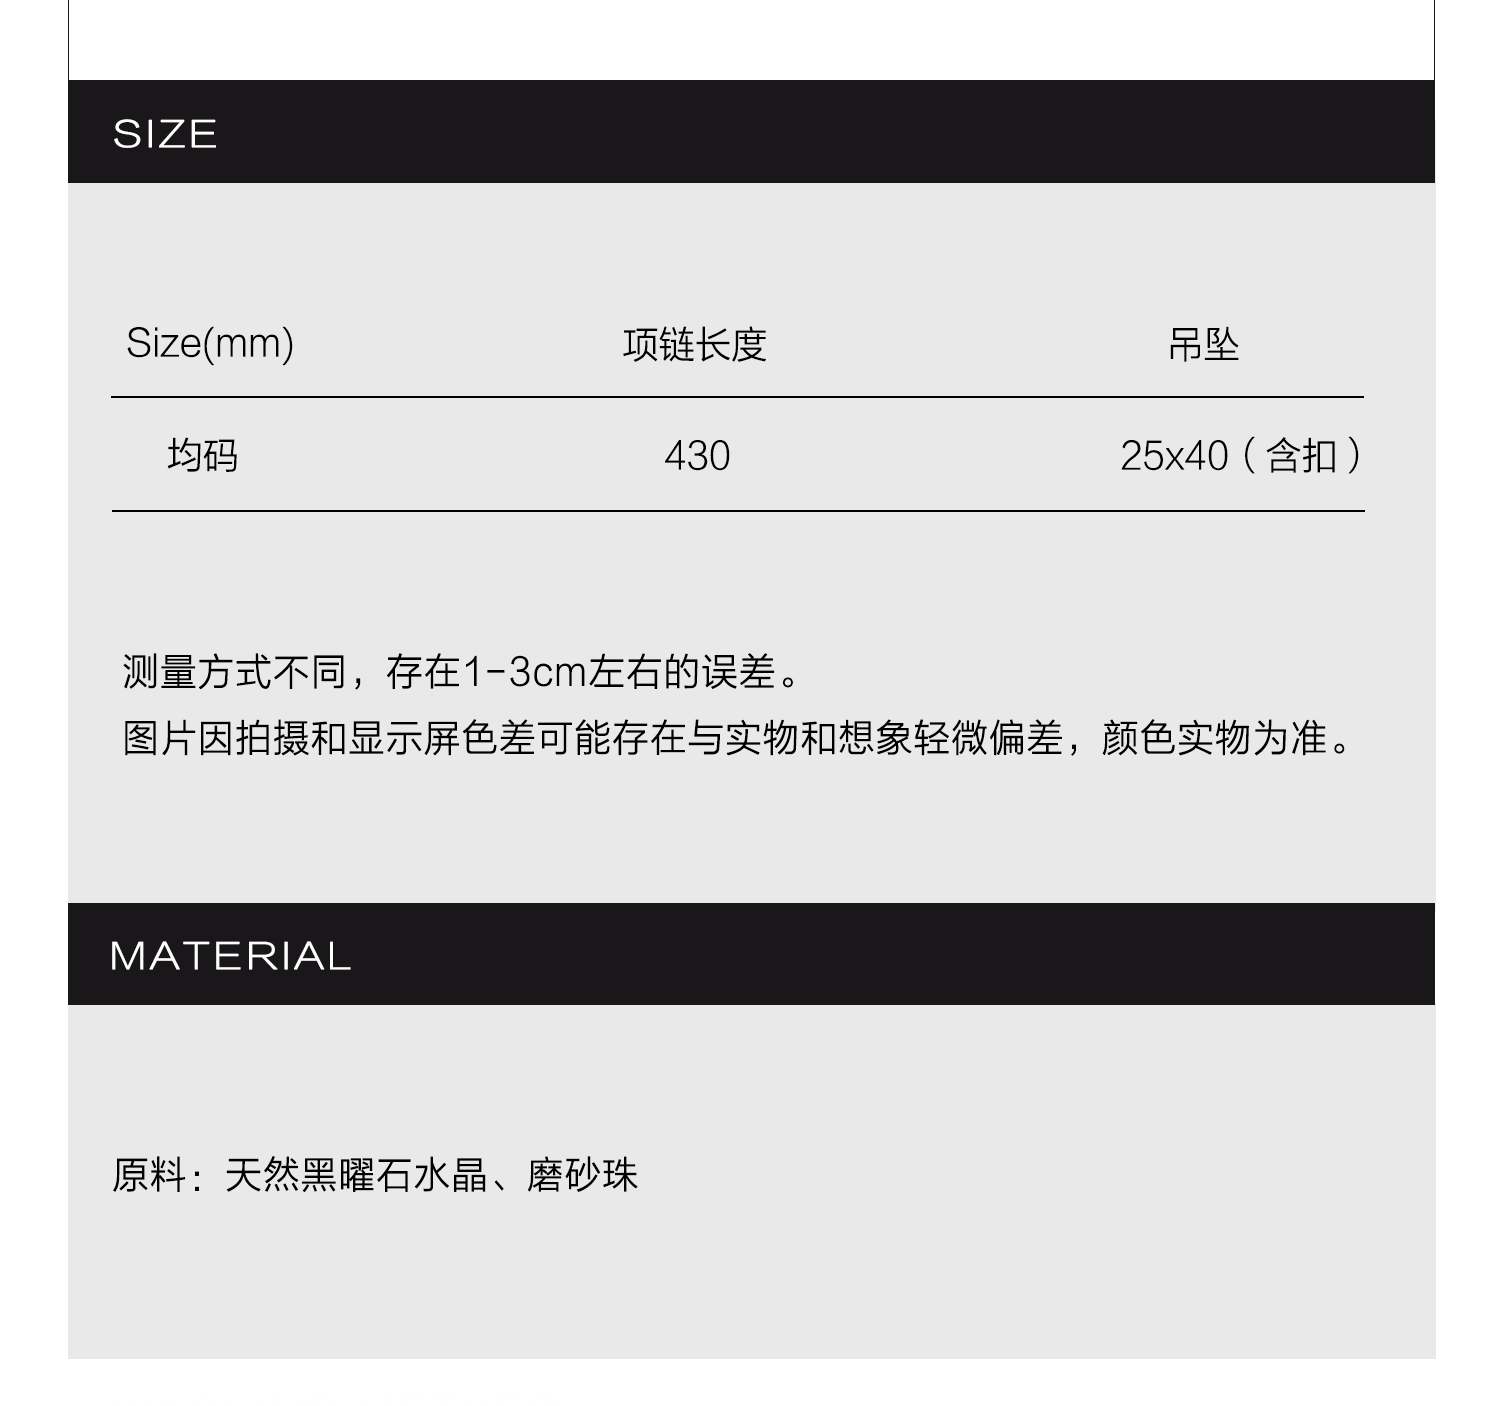 SIZE
Size(mm) 项链长度 吊坠
均码 430 25x40（含扣）
测量方式不同，存在1-3cm左右的误差。
图片因拍摄和显示屏色差可能存在与实物和想象轻微偏差，颜色实物为准。
MATERIAL
原料：天然黑曜石水晶、磨砂珠